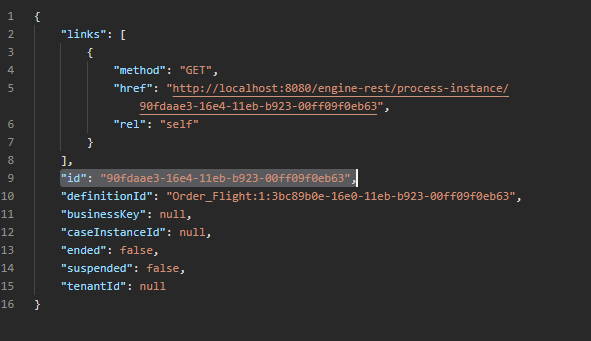 1 {
2 "links": [
3 {
4 "method": "GET",
5 "href": "http://localhost:8080/engine-rest/process-instance/
90fdaae3-16e4-11eb-b923-00ff09f0eb63",
6 "rel": "self"
7 }
8 ],
9 "id": "90fdaae3-16e4-11eb-b923-00ff09f0eb63",
10 "definitionId": "Order_Flight:1:3bc89b0e-16e0-11eb-b923-00ff09f0eb63",
11 "businessKey": null,
12 "caseInstanceId": null,
13 "ended": false,
14 "suspended": false,
15 "tenantId": null
16 }